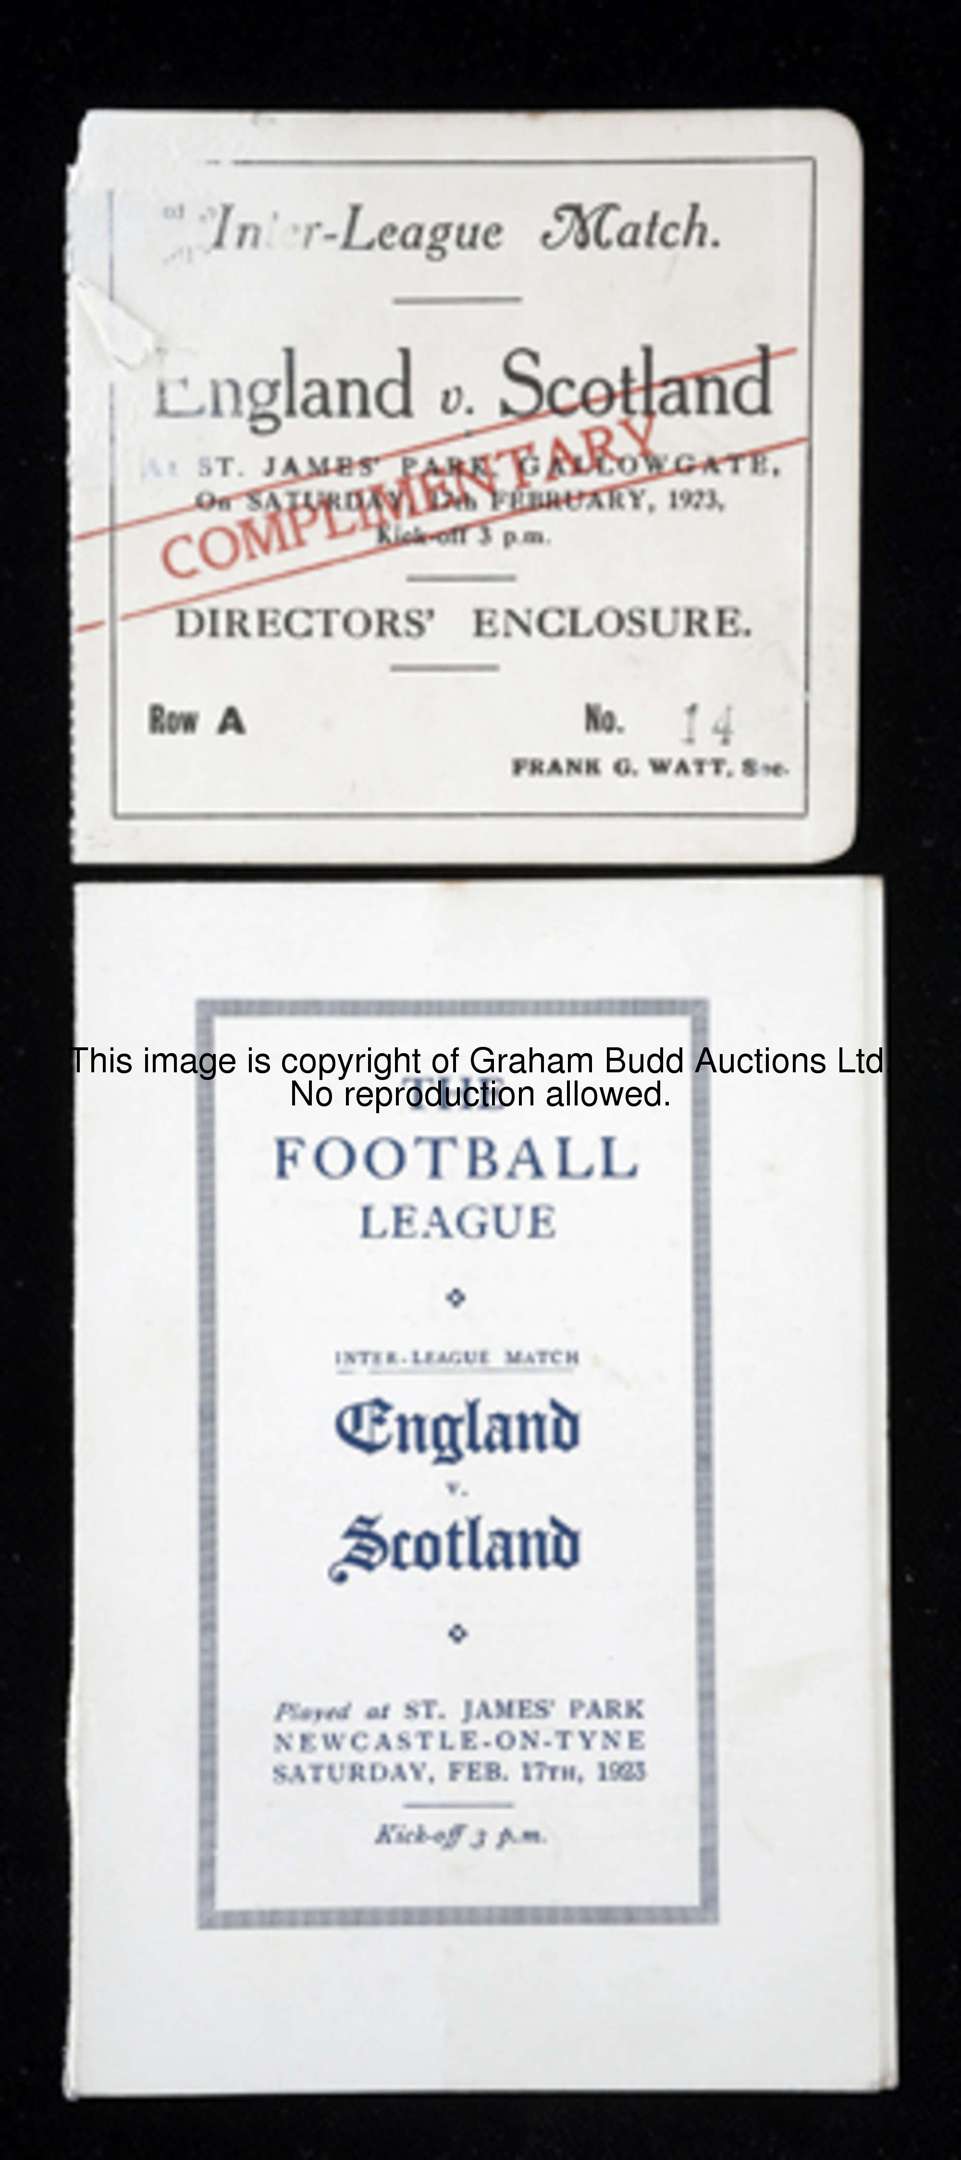 Inter-League Match.
England v. Scotland
At ST. JAMES' PARK, GALLOWGATE,
On SATURDAY, 17th FEBRUARY, 1923,
Kick-off 3 p.m.
COMPLIMENTARY
DIRECTORS' ENCLOSURE.
Row A No. 14
FRANK G. WATT, Sec.
This image is copyright of Graham Budd Auctions Ltd
No reproduction allowed.
THE
FOOTBALL
LEAGUE
INTER-LEAGUE MATCH
England
v.
Scotland
Played at ST. JAMES' PARK
NEWCASTLE-ON-TYNE
SATURDAY, FEB. 17TH, 1923
Kick-off 3 p.m.